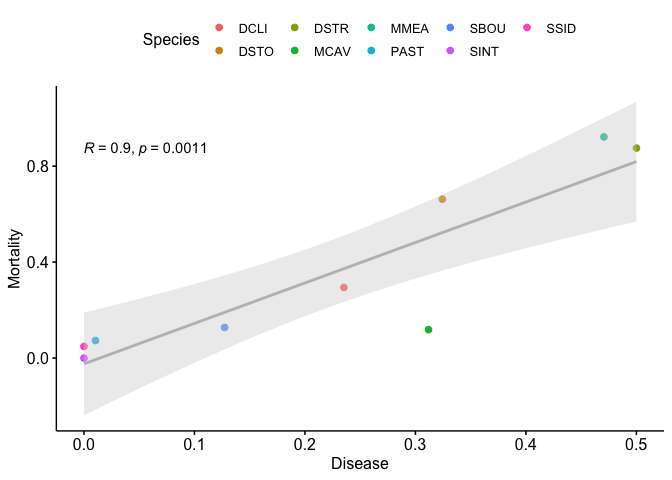 Species DCLI DSTR MMEA SBOU SSID
DSTO MCAV PAST SINT
R = 0.9, p = 0.0011
0.8
0.4
0.0
Mortality
0.0 0.1 0.2 0.3 0.4 0.5
Disease